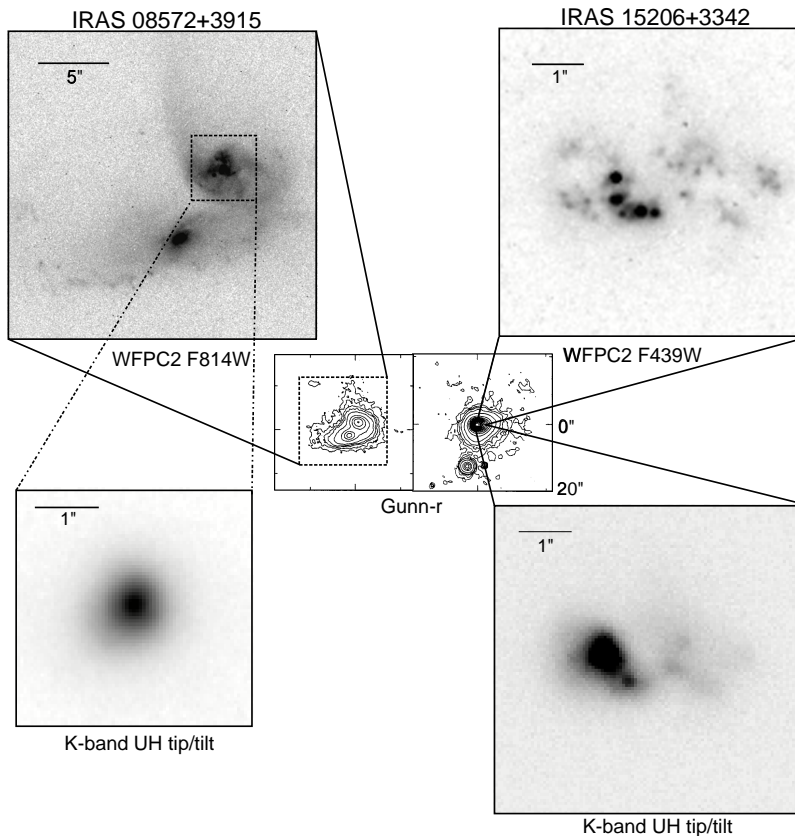 IRAS 08572+3915
IRAS 15206+3342
5"
1"
WFPC2 F814W
WFPC2 F439W
0"
20"
Gunn-r
1"
1"
K-band UH tip/tilt
K-band UH tip/tilt